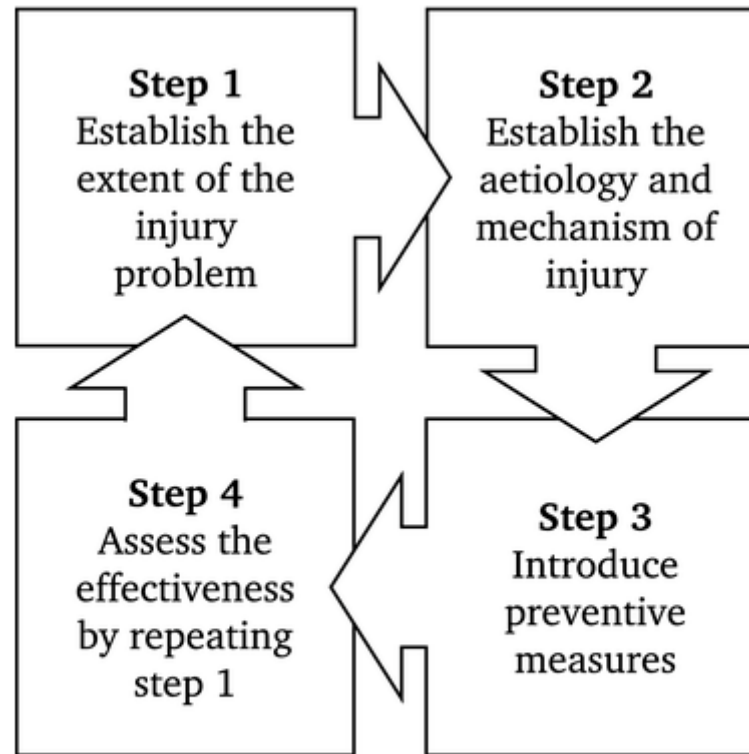 Step 1
Establish the
extent of the
injury
problem
Step 2
Establish the
aetiology and
mechanism of
injury
Step 3
Introduce
preventive
measures
Step 4
Assess the
effectiveness
by repeating
step 1